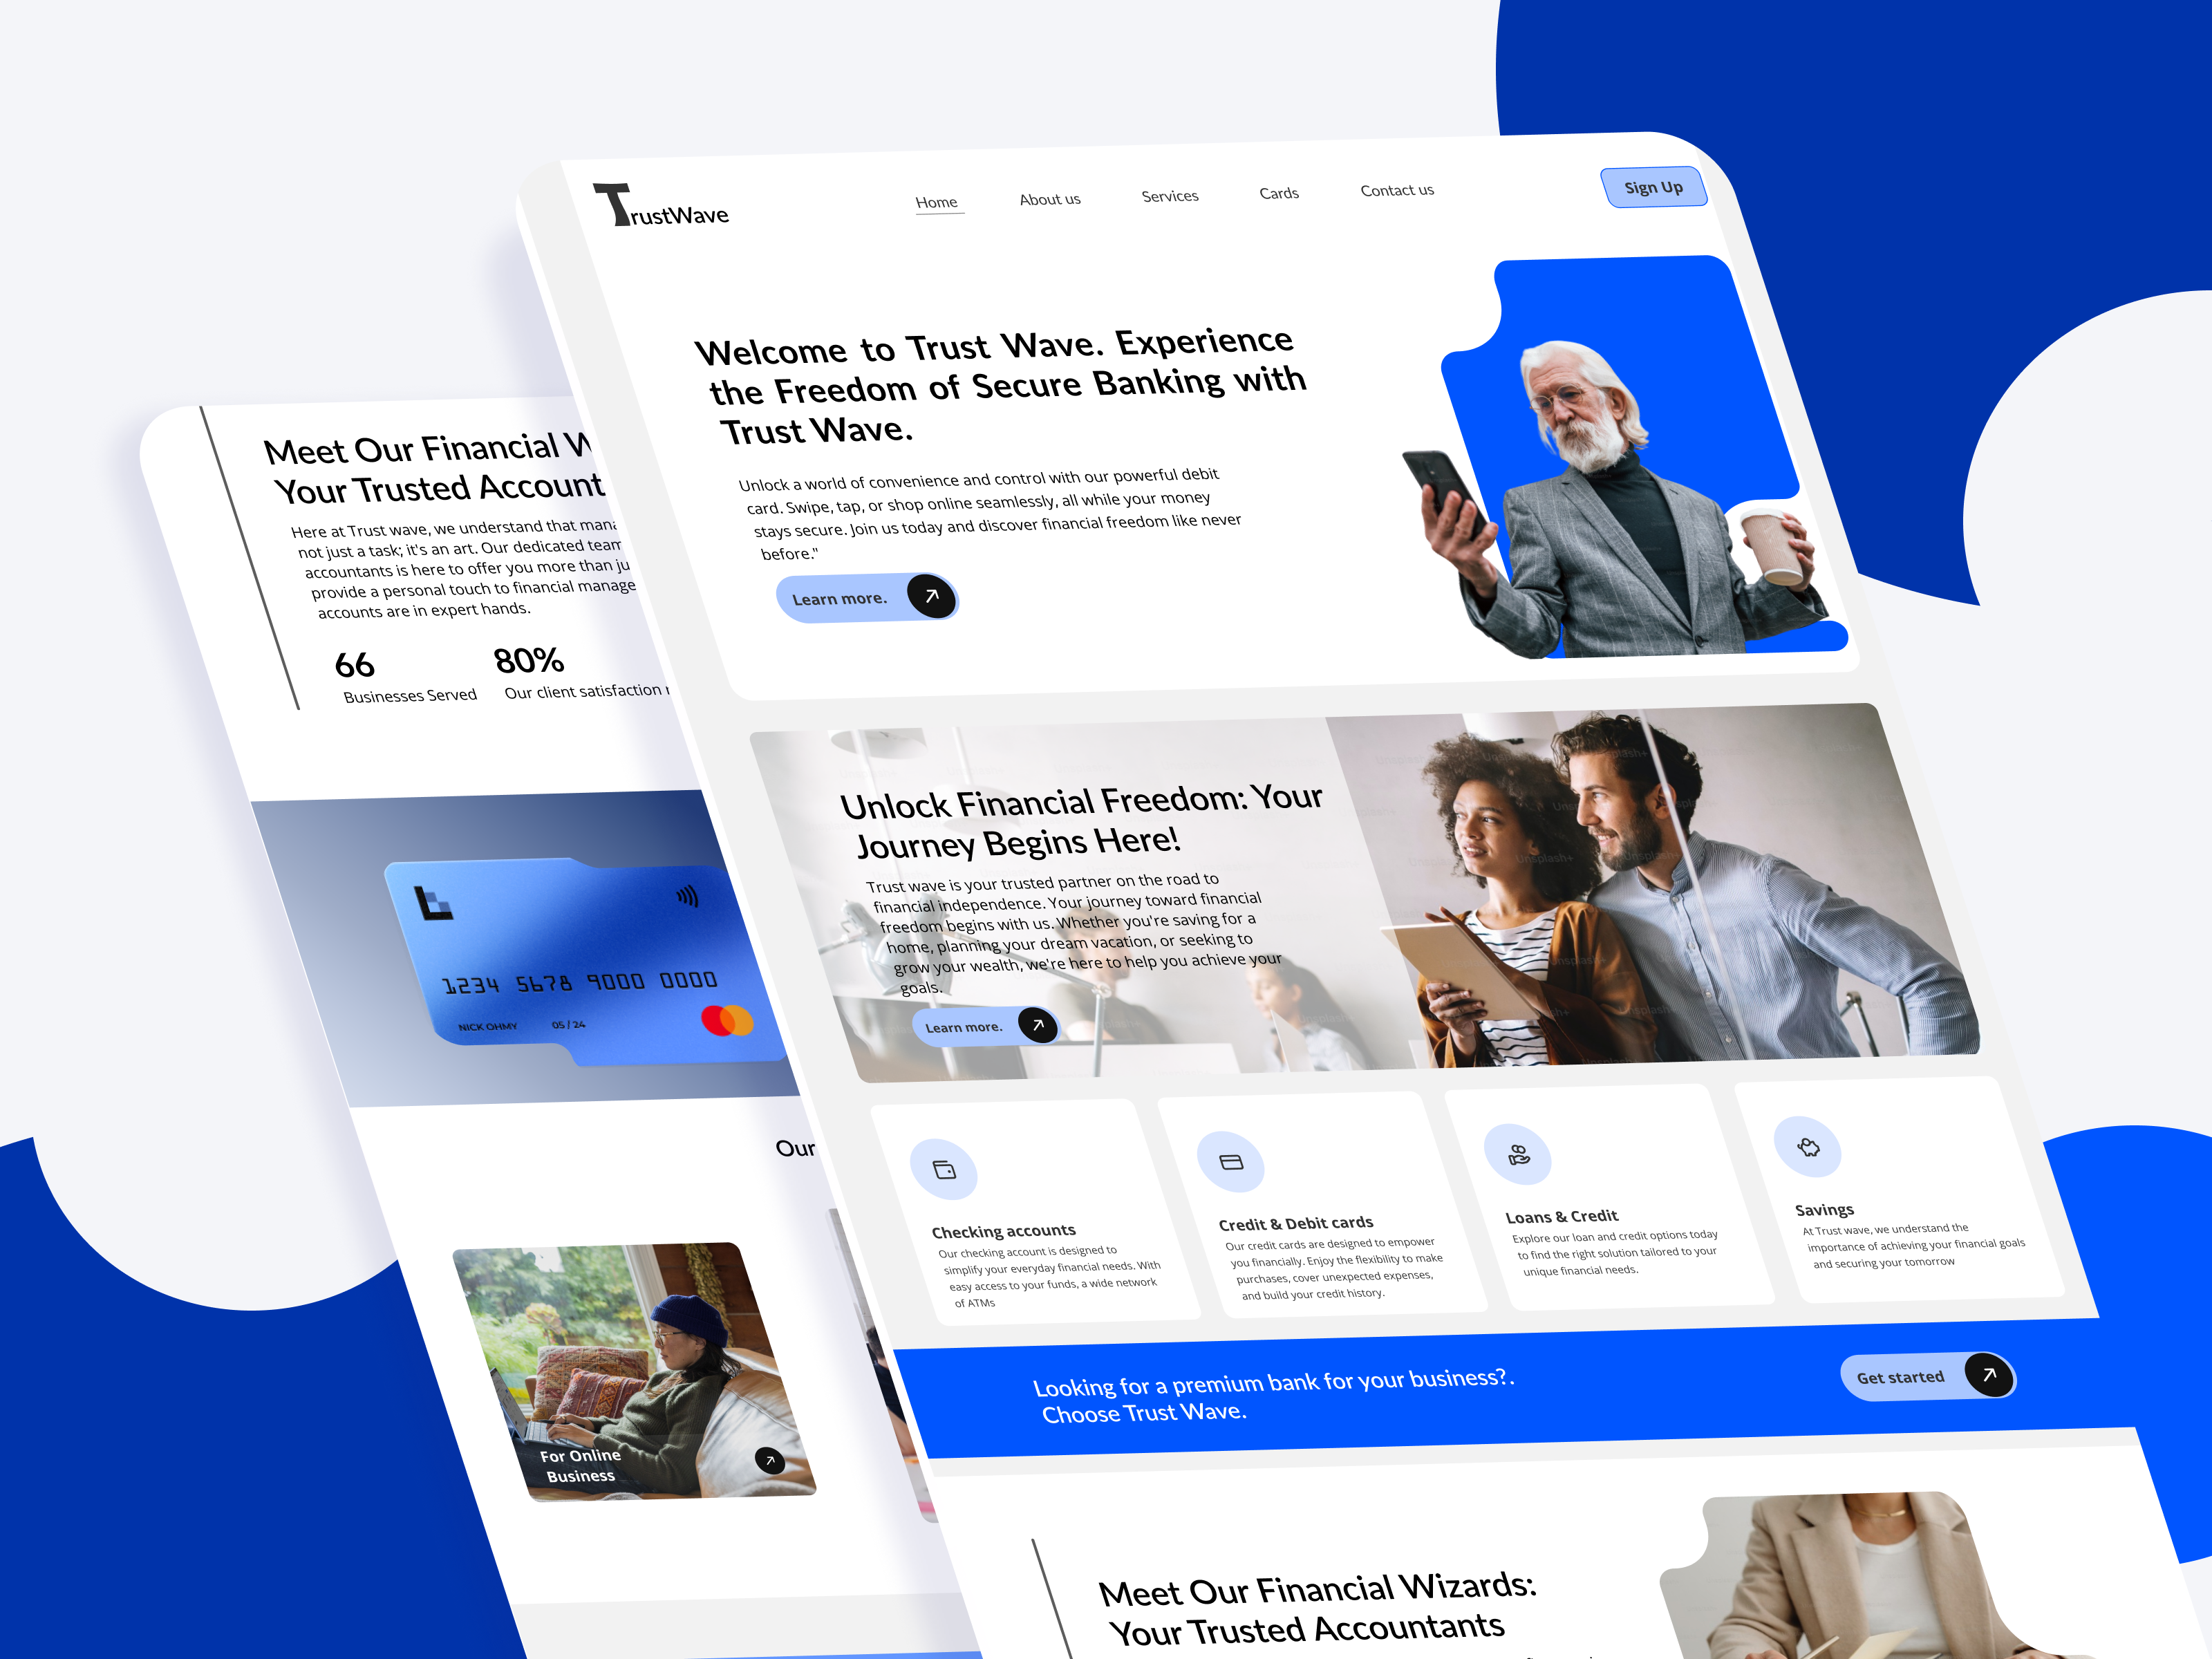 TrustWave
Home
About us
Services
Cards
Contact us
Sign Up
Welcome to Trust Wave. Experience
the Freedom of Secure Banking with
Trust Wave.
Unlock a world of convenience and control with our powerful debit
card. Swipe, tap, or shop online seamlessly, all while your money
stays secure. Join us today and discover financial freedom like never
before."
Learn more.
Unlock Financial Freedom: Your
Journey Begins Here!
Trust wave is your trusted partner on the road to
financial independence. Your journey toward financial
freedom begins with us. Whether you're saving for a
home, planning your dream vacation, or seeking to
grow your wealth, we're here to help you achieve your
goals.
Learn more.
Unsplash+
Checking accounts
Our checking account is designed to
simplify your everyday financial needs. With
easy access to your funds, a wide network
of ATMs
Credit & Debit cards
Our credit cards are designed to empower
you financially. Enjoy the flexibility to make
purchases, cover unexpected expenses,
and build your credit history.
Loans & Credit
Explore our loan and credit options today
to find the right solution tailored to your
unique financial needs.
Savings
At Trust wave, we understand the
importance of achieving your financial goals
and securing your tomorrow
Looking for a premium bank for your business?.
Choose Trust Wave.
Get started
Meet Our Financial Wizards:
Your Trusted Accountants
Meet Our Financial W
Your Trusted Account
Here at Trust wave, we understand that mana
not just a task; it's an art. Our dedicated team
accountants is here to offer you more than ju
provide a personal touch to financial manage
accounts are in expert hands.
66
Businesses Served
80%
Our client satisfaction
1234 5678 9000 0000
NICK OHMY
05 / 24
Our
For Online
Business